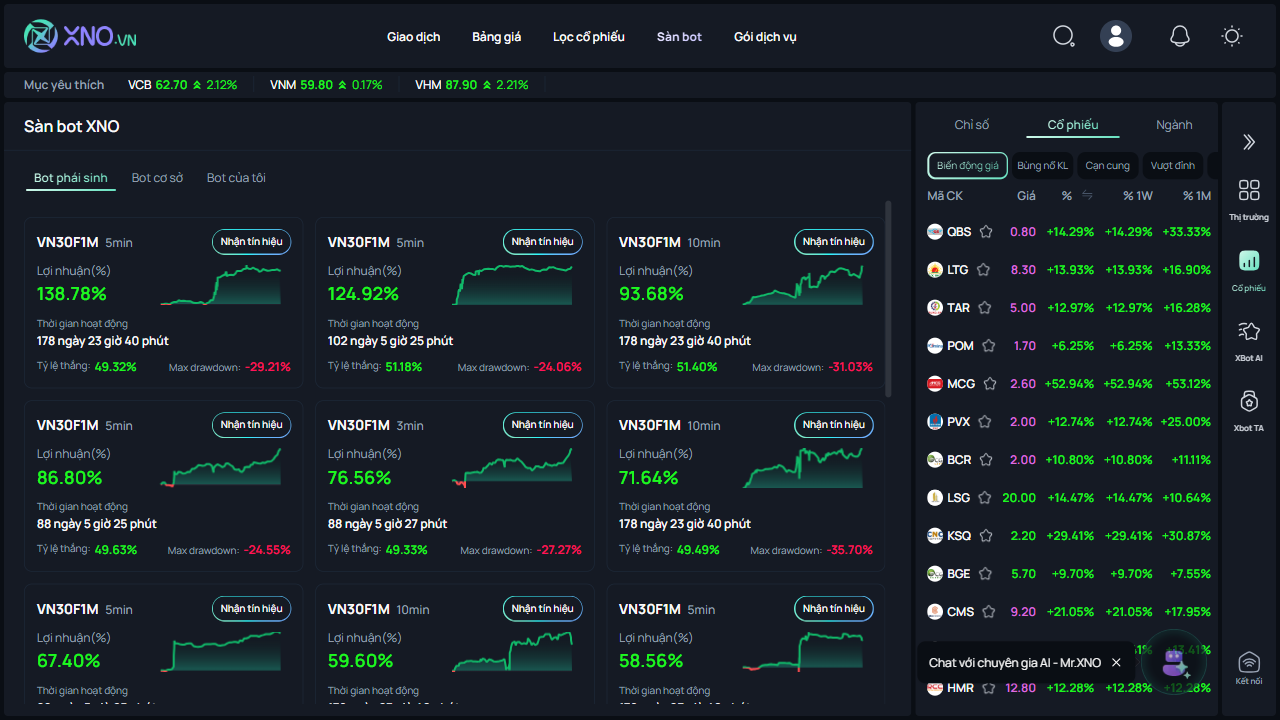 XNO.VN
Giao dịch Bảng giá Lọc cổ phiếu Sàn bot Gói dịch vụ
Mục yêu thích VCB 62.70 2.12% VNM 59.80 0.17% VHM 87.90 2.21%
Sàn bot XNO
Bot phái sinh Bot cơ sở Bot của tôi
VN30F1M 5min Nhận tín hiệu
Lợi nhuận(%)
138.78%
Thời gian hoạt động
178 ngày 23 giờ 40 phút
Tỷ lệ thắng: 49.32% Max drawdown: -29.21%
VN30F1M 5min Nhận tín hiệu
Lợi nhuận(%)
124.92%
Thời gian hoạt động
102 ngày 5 giờ 25 phút
Tỷ lệ thắng: 51.18% Max drawdown: -24.06%
VN30F1M 10min Nhận tín hiệu
Lợi nhuận(%)
93.68%
Thời gian hoạt động
178 ngày 23 giờ 40 phút
Tỷ lệ thắng: 51.40% Max drawdown: -31.03%
VN30F1M 5min Nhận tín hiệu
Lợi nhuận(%)
86.80%
Thời gian hoạt động
88 ngày 5 giờ 25 phút
Tỷ lệ thắng: 49.63% Max drawdown: -24.55%
VN30F1M 3min Nhận tín hiệu
Lợi nhuận(%)
76.56%
Thời gian hoạt động
88 ngày 5 giờ 27 phút
Tỷ lệ thắng: 49.33% Max drawdown: -27.27%
VN30F1M 10min Nhận tín hiệu
Lợi nhuận(%)
71.64%
Thời gian hoạt động
178 ngày 23 giờ 40 phút
Tỷ lệ thắng: 49.49% Max drawdown: -35.70%
VN30F1M 5min Nhận tín hiệu
Lợi nhuận(%)
67.40%
Thời gian hoạt động
VN30F1M 10min Nhận tín hiệu
Lợi nhuận(%)
59.60%
Thời gian hoạt động
VN30F1M 5min Nhận tín hiệu
Lợi nhuận(%)
58.56%
Thời gian hoạt động
Chỉ số Cổ phiếu Ngành
Biến động giá Bùng nổ KL Cạn cung Vượt đỉnh
Mã CK Giá % % 1W % 1M
QBS 0.80 +14.29% +14.29% +33.33%
LTG 8.30 +13.93% +13.93% +16.90%
TAR 5.00 +12.97% +12.97% +16.28%
POM 1.70 +6.25% +6.25% +13.33%
MCG 2.60 +52.94% +52.94% +53.12%
PVX 2.00 +12.74% +12.74% +25.00%
BCR 2.00 +10.80% +10.80% +11.11%
LSG 20.00 +14.47% +14.47% +10.64%
KSQ 2.20 +29.41% +29.41% +30.87%
BGE 5.70 +9.70% +9.70% +7.55%
CMS 9.20 +21.05% +21.05% +17.95%
Chat với chuyên gia AI - Mr.XNO
HMR 12.80 +12.28% +12.28% +12.28%
Thị trường
Cổ phiếu
XBot AI
Xbot TA
Kết nối